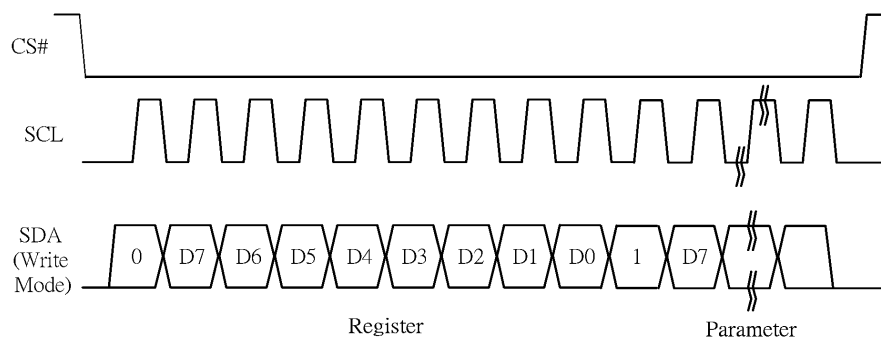 CS#
SCL
SDA
(Write
Mode)
0 D7 D6 D5 D4 D3 D2 D1 D0 1 D7
Register Parameter